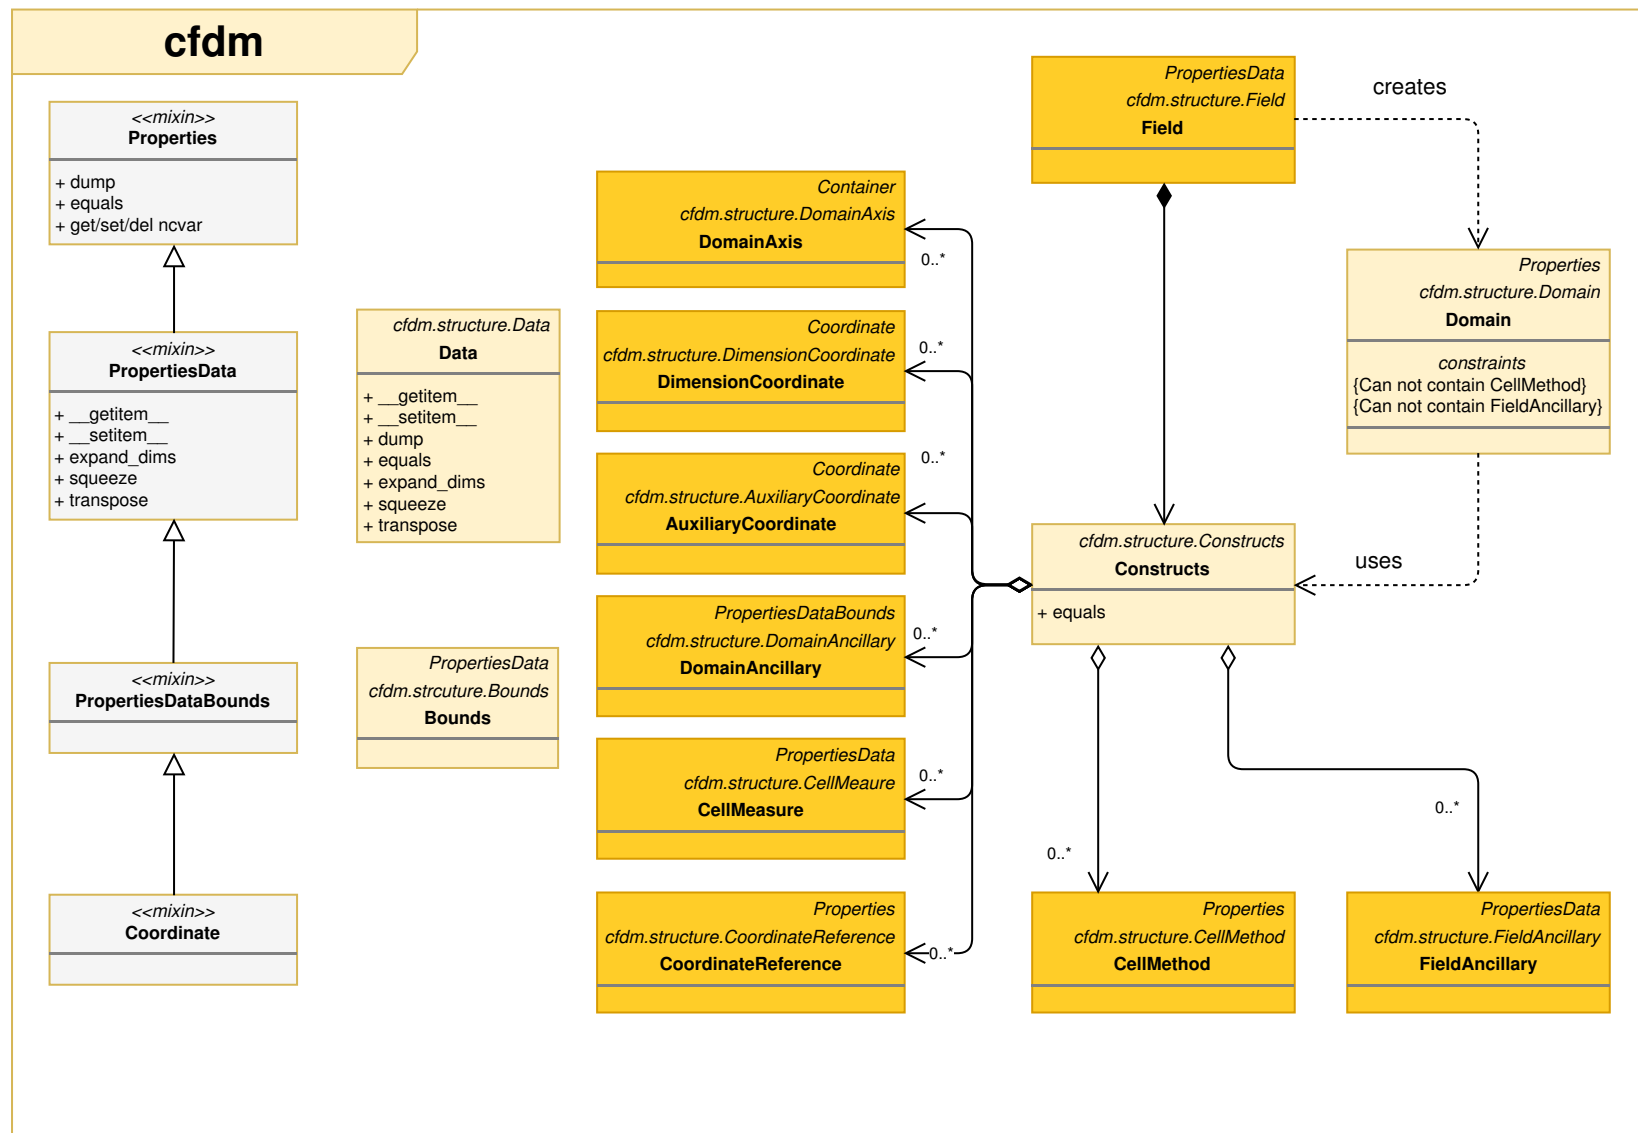 cfdm
<<mixin>>
Properties
+ dump
+ equals
+ get/set/del ncvar
<<mixin>>
PropertiesData
+ __getitem__
+ __setitem__
+ expand_dims
+ squeeze
+ transpose
<<mixin>>
PropertiesDataBounds
<<mixin>>
Coordinate
cfdm.structure.Data
Data
+ __getitem__
+ __setitem__
+ dump
+ equals
+ expand_dims
+ squeeze
+ transpose
PropertiesData
cfdm.strcuture.Bounds
Bounds
Container
cfdm.structure.DomainAxis
DomainAxis
0..*
Coordinate
cfdm.structure.DimensionCoordinate
DimensionCoordinate
0..*
Coordinate
cfdm.structure.AuxiliaryCoordinate
AuxiliaryCoordinate
0..*
PropertiesDataBounds
cfdm.structure.DomainAncillary
DomainAncillary
0..*
PropertiesData
cfdm.structure.CellMeaure
CellMeasure
0..*
Properties
cfdm.structure.CoordinateReference
CoordinateReference
0..*
PropertiesData
cfdm.structure.Field
Field
creates
Properties
cfdm.structure.Domain
Domain
constraints
{Can not contain CellMethod}
{Can not contain FieldAncillary}
uses
cfdm.structure.Constructs
Constructs
+ equals
0..*
0..*
Properties
cfdm.structure.CellMethod
CellMethod
PropertiesData
cfdm.structure.FieldAncillary
FieldAncillary